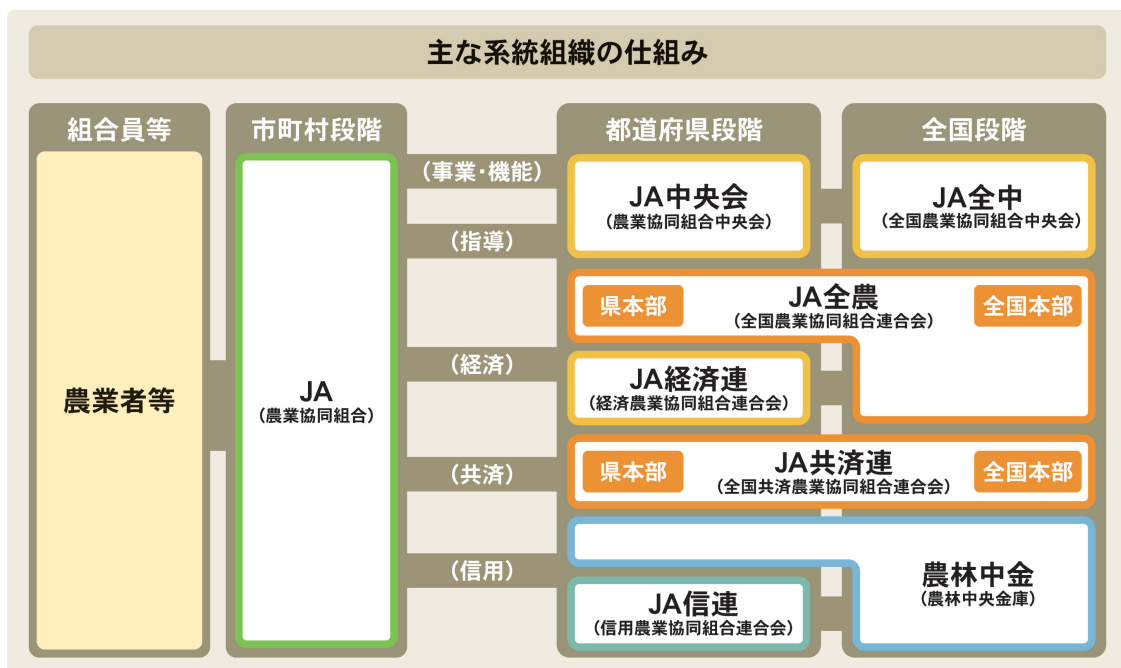 主な系統組織の仕組み
組合員等
市町村段階
都道府県段階
全国段階
農業者等
JA
（農業協同組合）
（事業・機能）
（指導）
（経済）
（共済）
（信用）
JA中央会
（農業協同組合中央会）
JA全中
（全国農業協同組合中央会）
県本部
JA全農
（全国農業協同組合連合会）
全国本部
JA経済連
（経済農業協同組合連合会）
県本部
JA共済連
（全国共済農業協同組合連合会）
全国本部
農林中金
（農林中央金庫）
JA信連
（信用農業協同組合連合会）